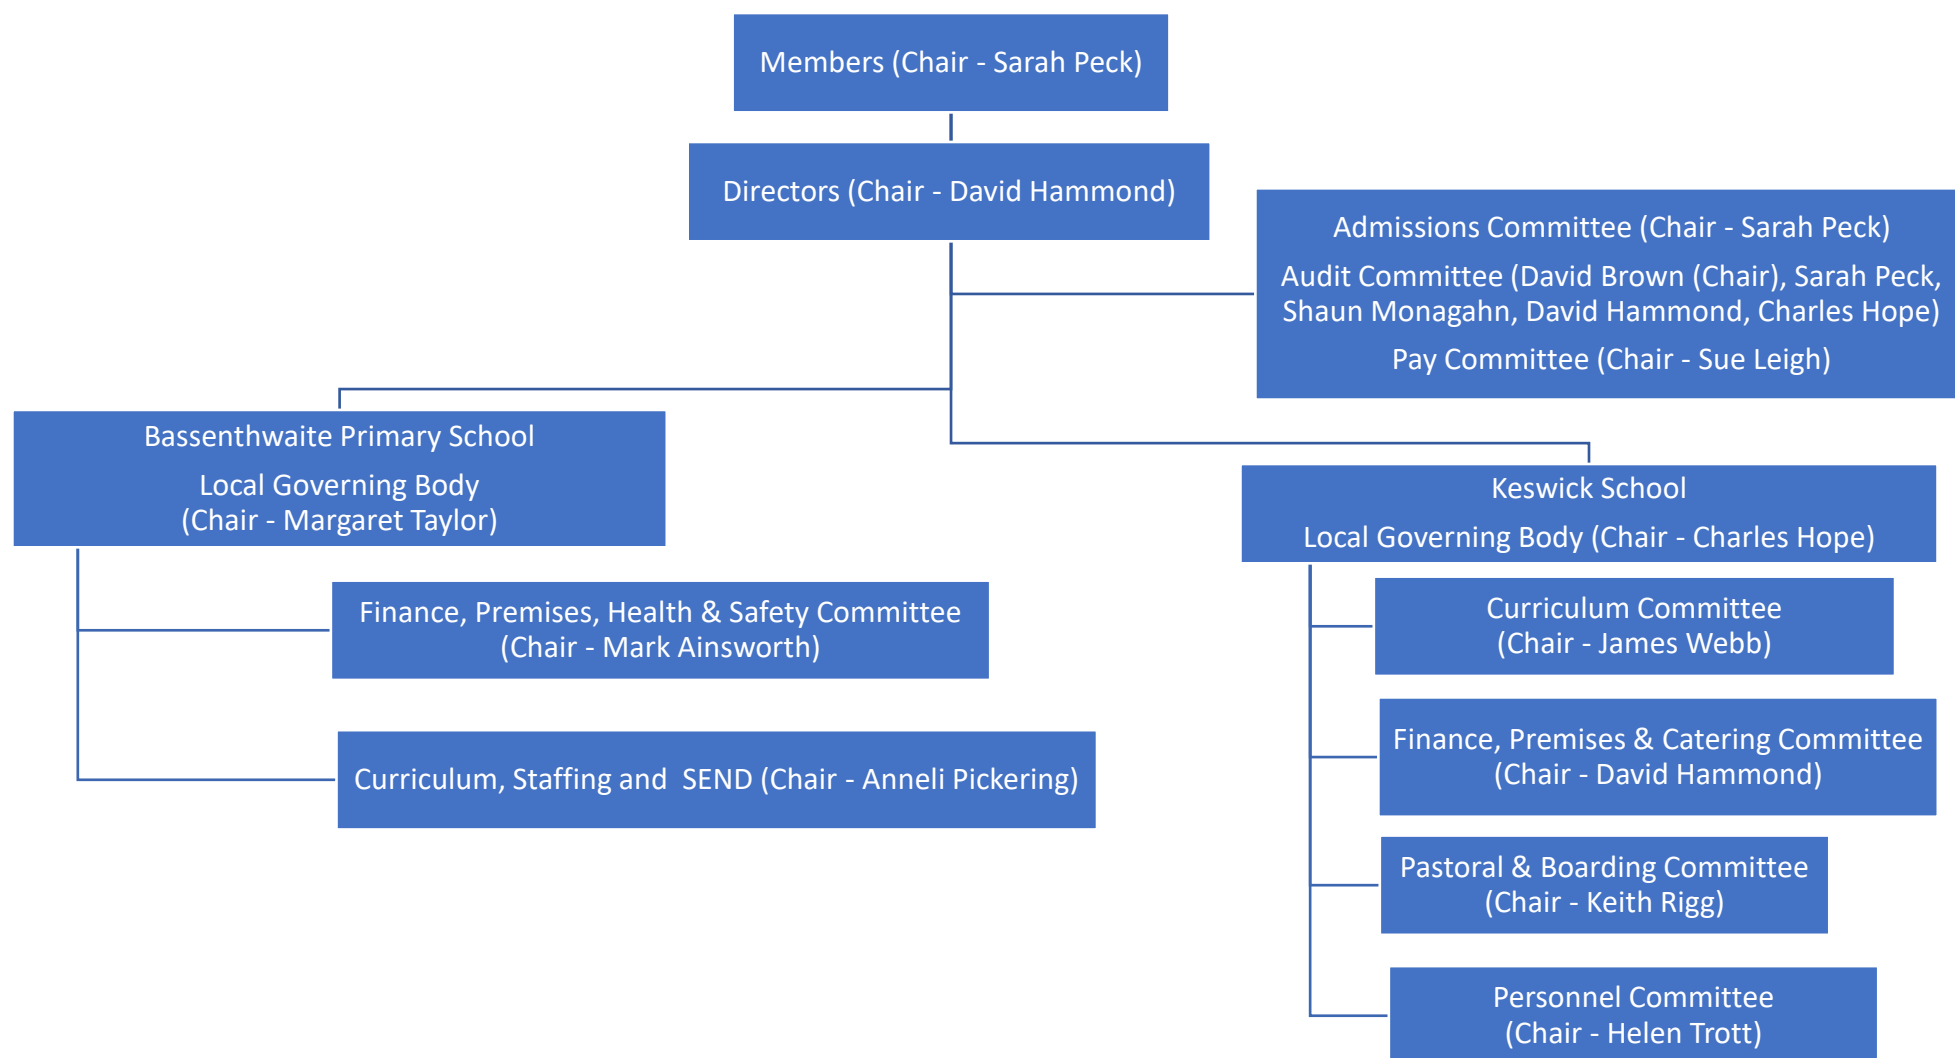 Members (Chair - Sarah Peck)
Directors (Chair - David Hammond)
Admissions Committee (Chair - Sarah Peck)
Audit Committee (David Brown (Chair), Sarah Peck,
Shaun Monagahn, David Hammond, Charles Hope)
Pay Committee (Chair - Sue Leigh)
Bassenthwaite Primary School
Local Governing Body
(Chair - Margaret Taylor)
Finance, Premises, Health & Safety Committee
(Chair - Mark Ainsworth)
Curriculum, Staffing and  SEND (Chair - Anneli Pickering)
Keswick School
Local Governing Body (Chair - Charles Hope)
Curriculum Committee
(Chair - James Webb)
Finance, Premises & Catering Committee
(Chair - David Hammond)
Pastoral & Boarding Committee
(Chair - Keith Rigg)
Personnel Committee
(Chair - Helen Trott)